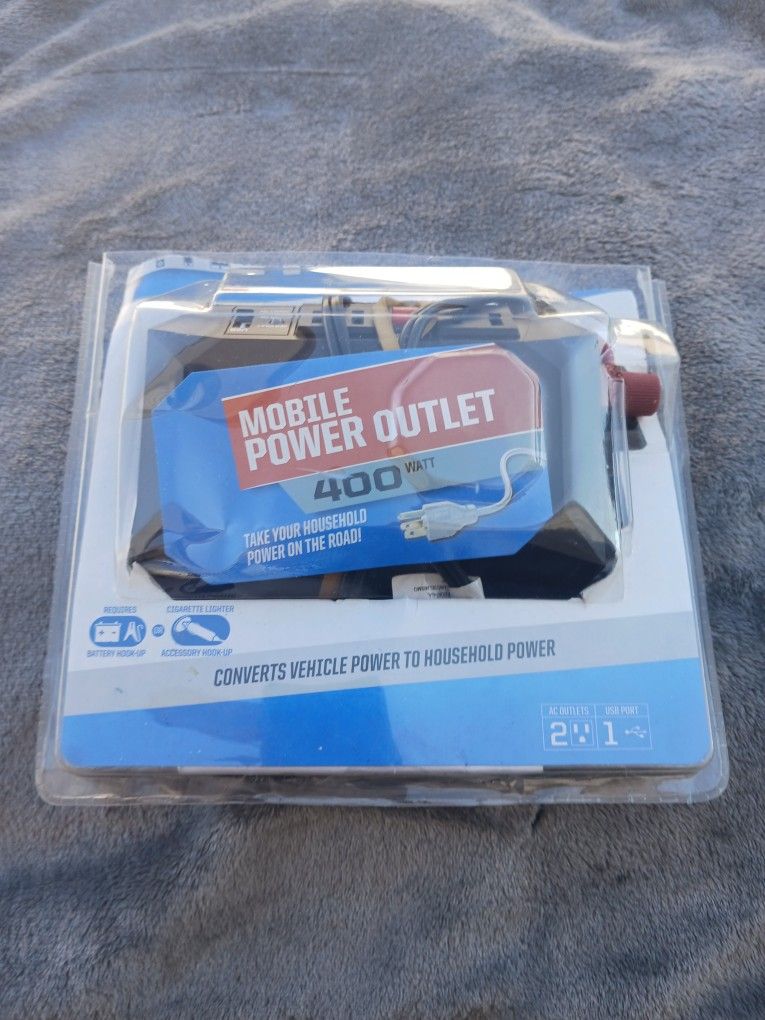 MOBILE
POWER OUTLET
400 WATT
TAKE YOUR HOUSEHOLD
POWER ON THE ROAD!
REQUIRES
BATTERY HOOK-UP
OR
CIGARETTE LIGHTER
ACCESSORY HOOK-UP
CONVERTS VEHICLE POWER TO HOUSEHOLD POWER
AC OUTLETS
2
USB PORT
1